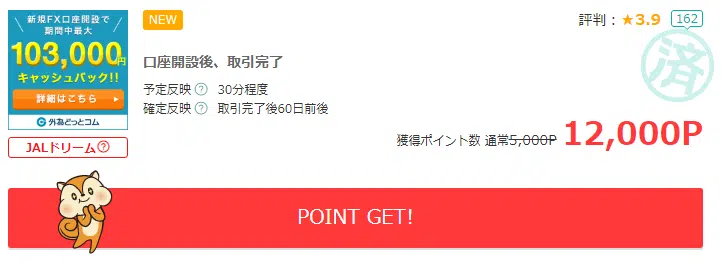 新規FX口座開設で
期間中最大
103,000円
キャッシュバック!!
詳細はこちら
外為どっとコム
JALドリーム?
NEW
評判：★3.9
162
済
口座開設後、取引完了
予定反映 ? 30分程度
確定反映 ? 取引完了後60日前後
獲得ポイント数 通常5,000P 12,000P
POINT GET!